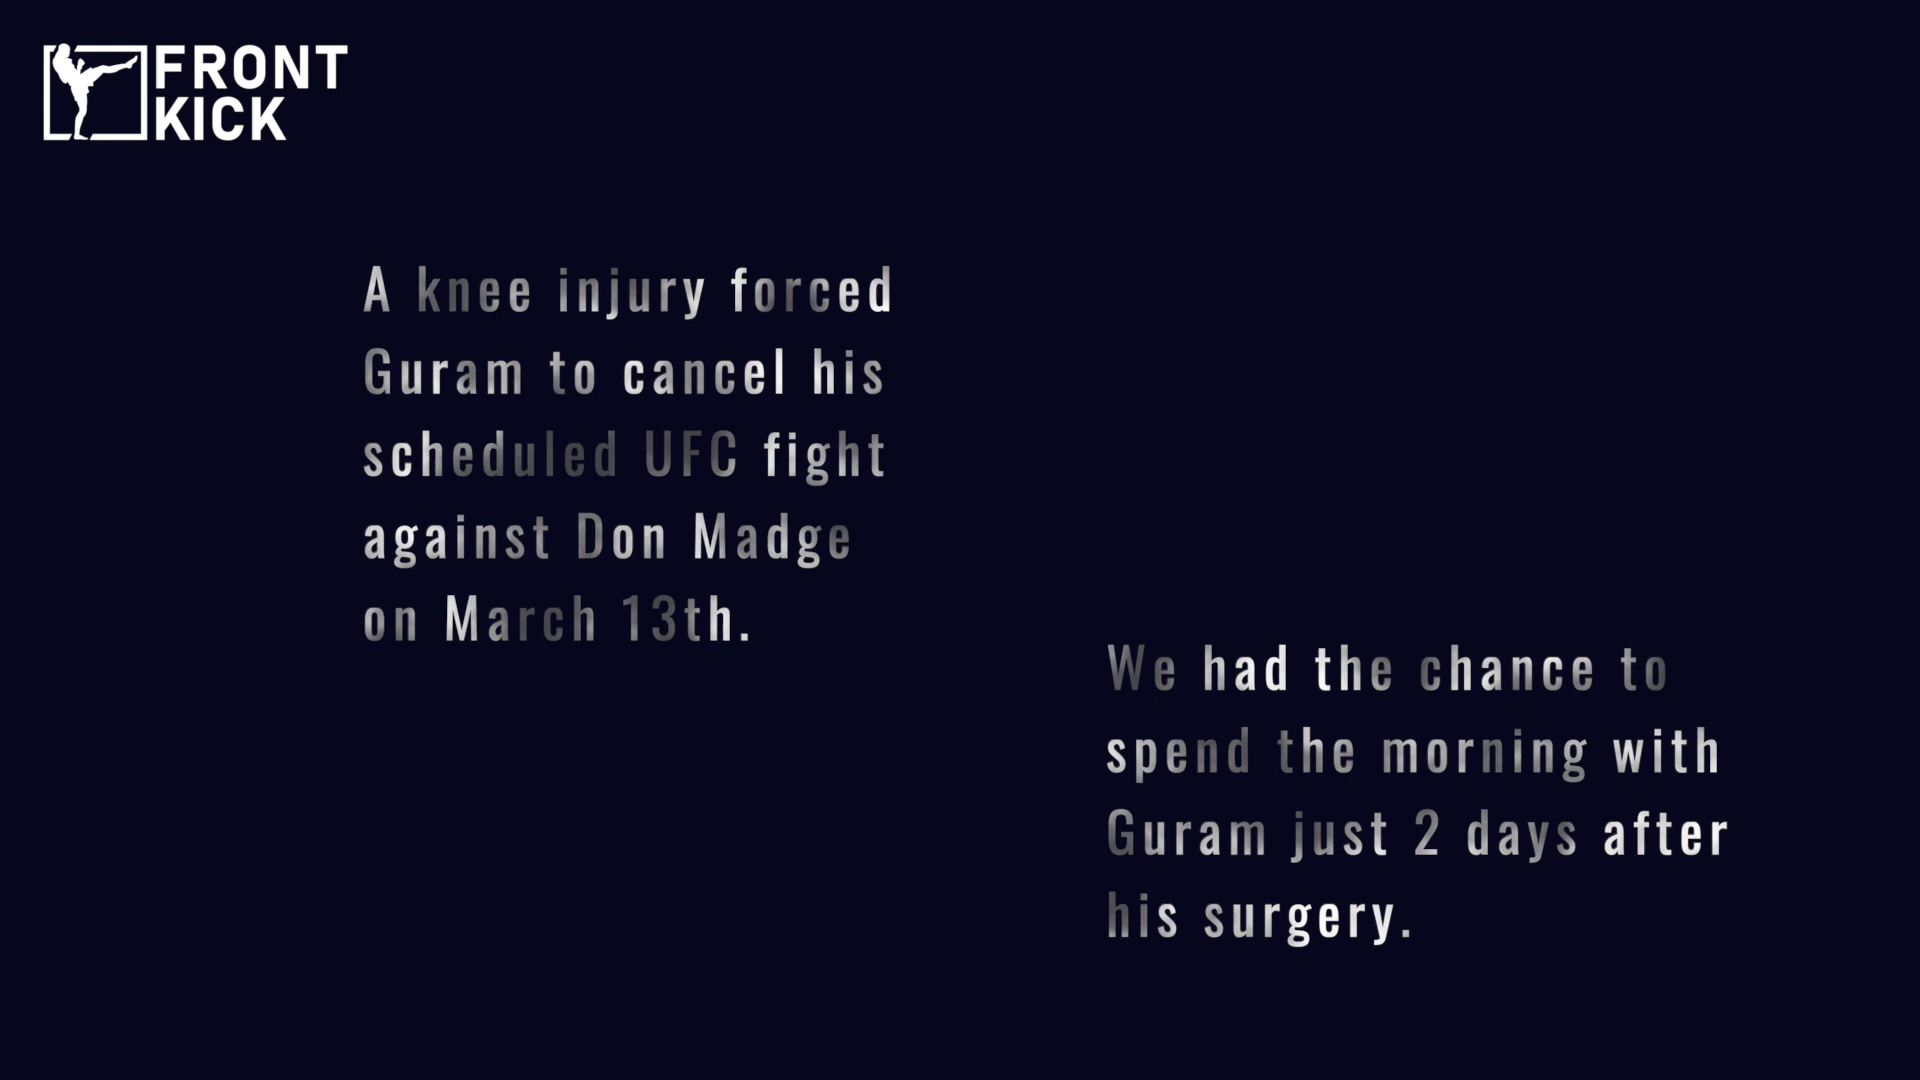 FRONT
KICK
A knee injury forced
Guram to cancel his
scheduled UFC fight
against Don Madge
on March 13th.
We had the chance to
spend the morning with
Guram just 2 days after
his surgery.